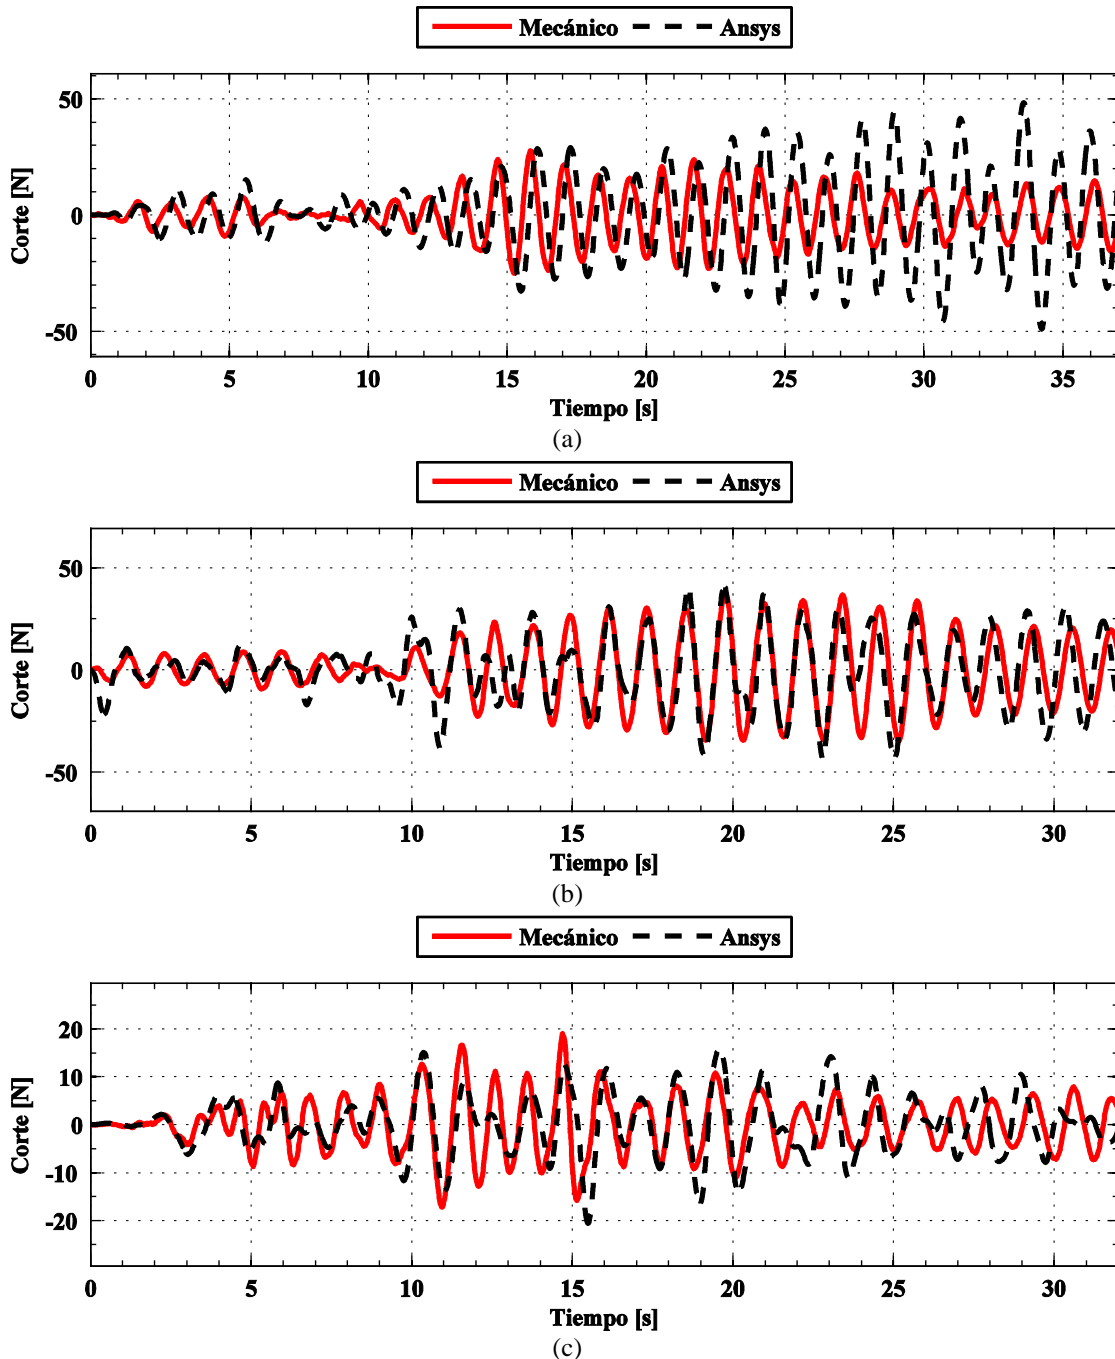 Mecánico Ansys
50
0
-50
Corte [N]
0 5 10 15 20 25 30 35
Tiempo [s]
(a)
Mecánico Ansys
50
0
-50
Corte [N]
0 5 10 15 20 25 30
Tiempo [s]
(b)
Mecánico Ansys
20
10
0
-10
-20
Corte [N]
0 5 10 15 20 25 30
Tiempo [s]
(c)